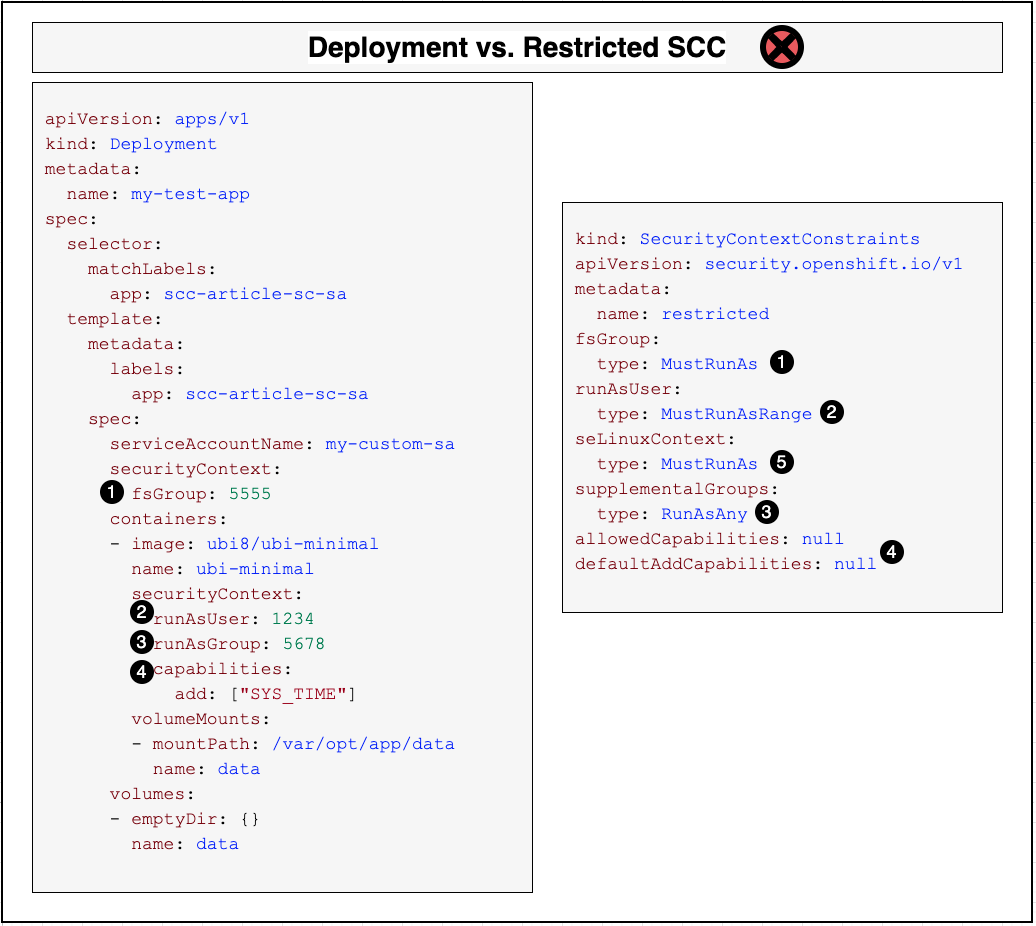 Deployment vs. Restricted SCC
apiVersion: apps/v1
kind: Deployment
metadata:
  name: my-test-app
spec:
  selector:
    matchLabels:
      app: scc-article-sc-sa
  template:
    metadata:
      labels:
        app: scc-article-sc-sa
    spec:
      serviceAccountName: my-custom-sa
      securityContext:
1 fsGroup: 5555
      containers:
      - image: ubi8/ubi-minimal
        name: ubi-minimal
        securityContext:
2 runAsUser: 1234
3 runAsGroup: 5678
4 capabilities:
            add: ["SYS_TIME"]
        volumeMounts:
        - mountPath: /var/opt/app/data
          name: data
      volumes:
      - emptyDir: {}
        name: data
kind: SecurityContextConstraints
apiVersion: security.openshift.io/v1
metadata:
  name: restricted
fsGroup:
  type: MustRunAs 1
runAsUser:
  type: MustRunAsRange 2
seLinuxContext:
  type: MustRunAs 5
supplementalGroups:
  type: RunAsAny 3
allowedCapabilities: null
defaultAddCapabilities: null 4